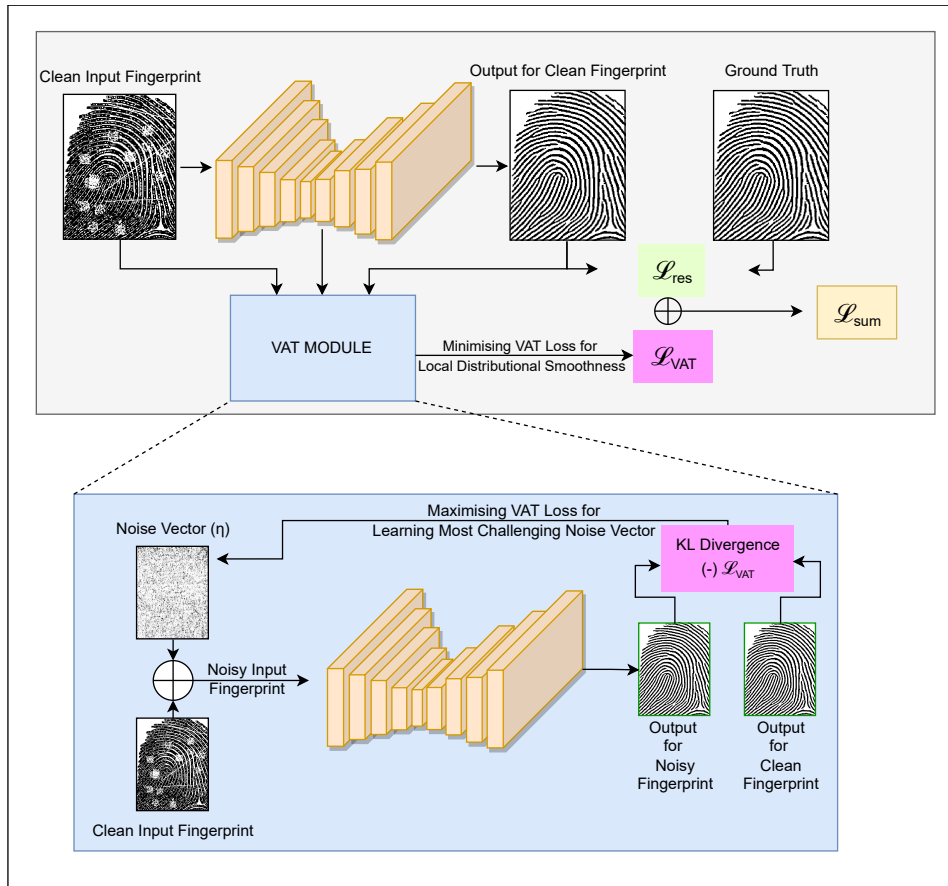 Clean Input Fingerprint
Output for Clean Fingerprint
Ground Truth
ℒres
ℒsum
VAT MODULE
Minimising VAT Loss for
Local Distributional Smoothness
ℒVAT
Maximising VAT Loss for
Learning Most Challenging Noise Vector
Noise Vector (η)
KL Divergence
(-) ℒVAT
Noisy Input
Fingerprint
Output
for
Noisy
Fingerprint
Output
for
Clean
Fingerprint
Clean Input Fingerprint